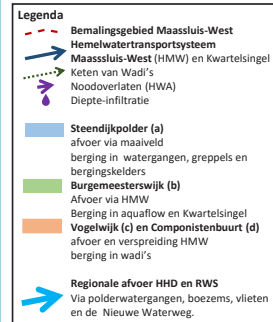 Legenda
Bemalingsgebied Maassluis-West
Hemelwatertransportsysteem
Maasssluis-West (HMW) en Kwartelsingel
Keten van Wadi's
Noodoverlaten (HWA)
Diepte-infiltratie
Steendijkpolder (a)
afvoer via maaiveld
berging in watergangen, greppels en
bergingskelders
Burgemeesterswijk (b)
Afvoer via HMW
Berging in aquaflow en Kwartelsingel
Vogelwijk (c) en Componistenbuurt (d)
afvoer en verspreiding HMW
berging in wadi's
Regionale afvoer HHD en RWS
Via polderwatergangen, boezems, vlieten
en de Nieuwe Waterweg.